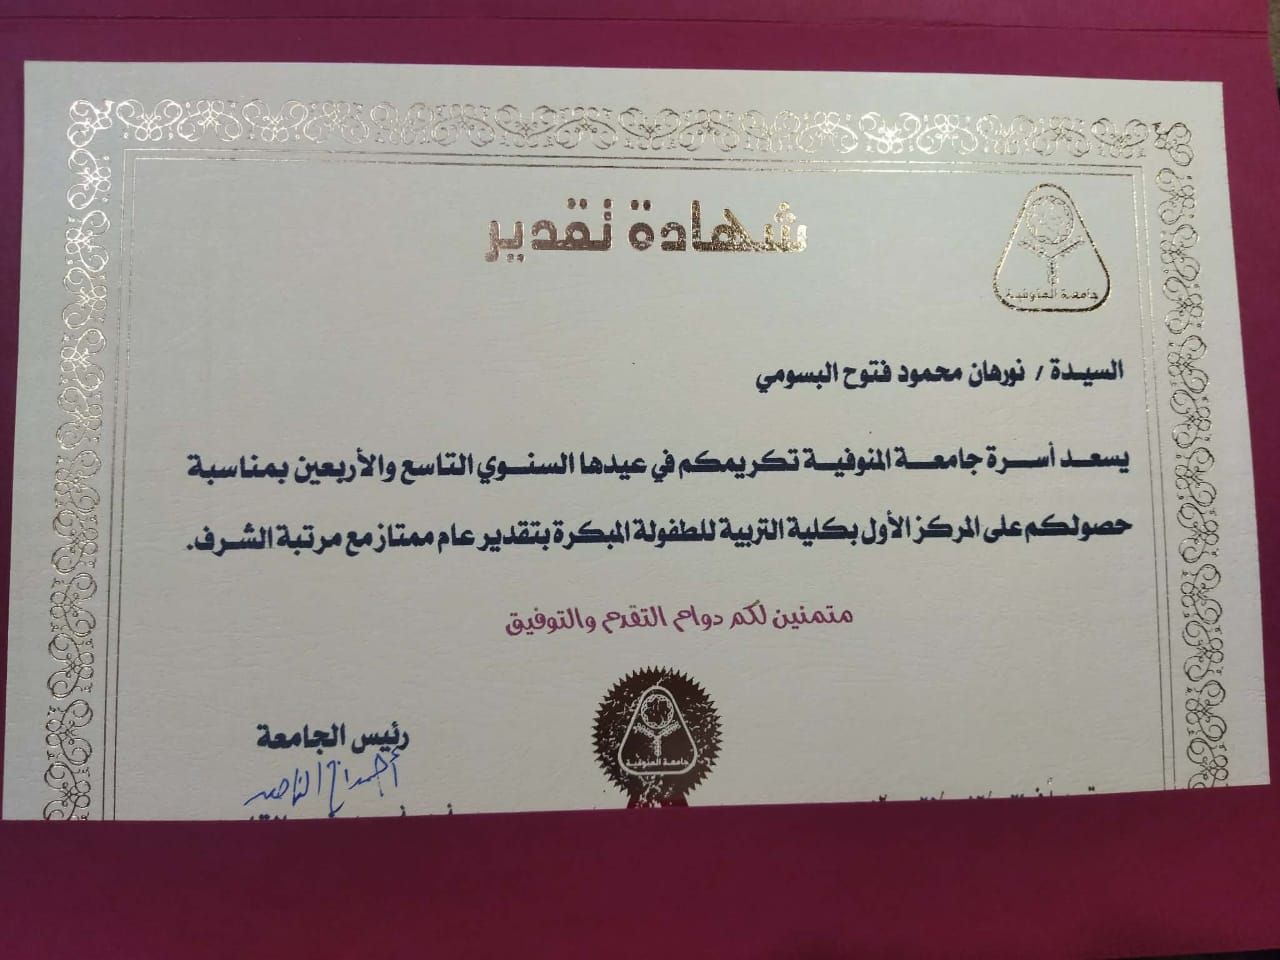 شهادة تقدير
جامعة المنوفية
السيدة / نورهان محمود فتوح البسومي
يسعد أسرة جامعة المنوفية تكريمكم في عيدها السنوي التاسع والأربعين بمناسبة
حصولكم على المركز الأول بكلية التربية للطفولة المبكرة بتقدير عام ممتاز مع مرتبة الشرف.
متمنين لكم دوام التقدم والتوفيق
جامعة المنوفية
رئيس الجامعة